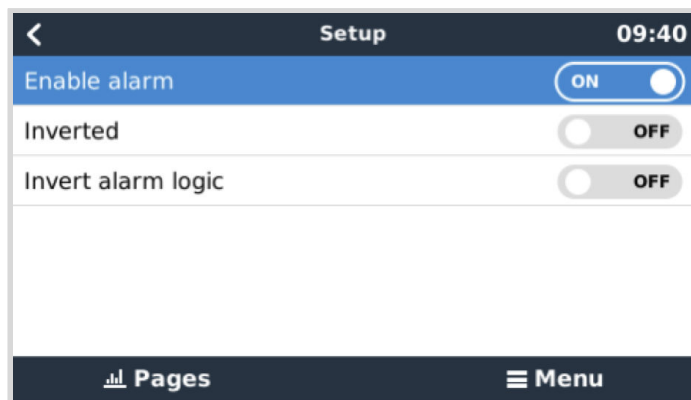 Setup 09:40
Enable alarm ON
Inverted OFF
Invert alarm logic OFF
Pages Menu